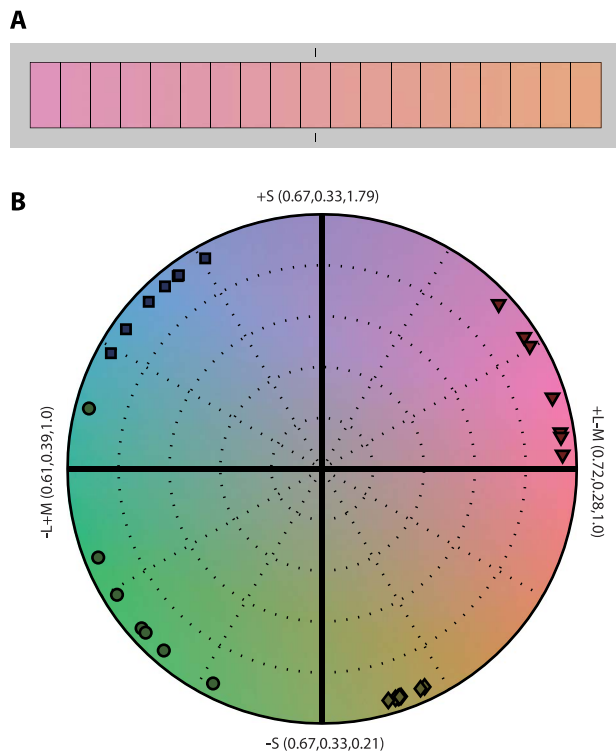 A
B
+S (0.67,0.33,1.79)
-L+M (0.61,0.39,1.0)
+L-M (0.72,0.28,1.0)
-S (0.67,0.33,0.21)